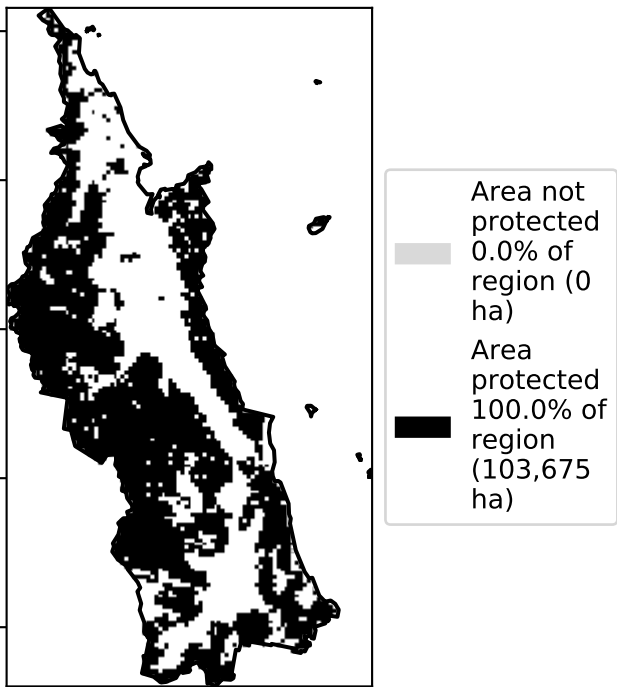 Area not
protected
0.0% of
region (0
ha)
Area
protected
100.0% of
region
(103,675
ha)